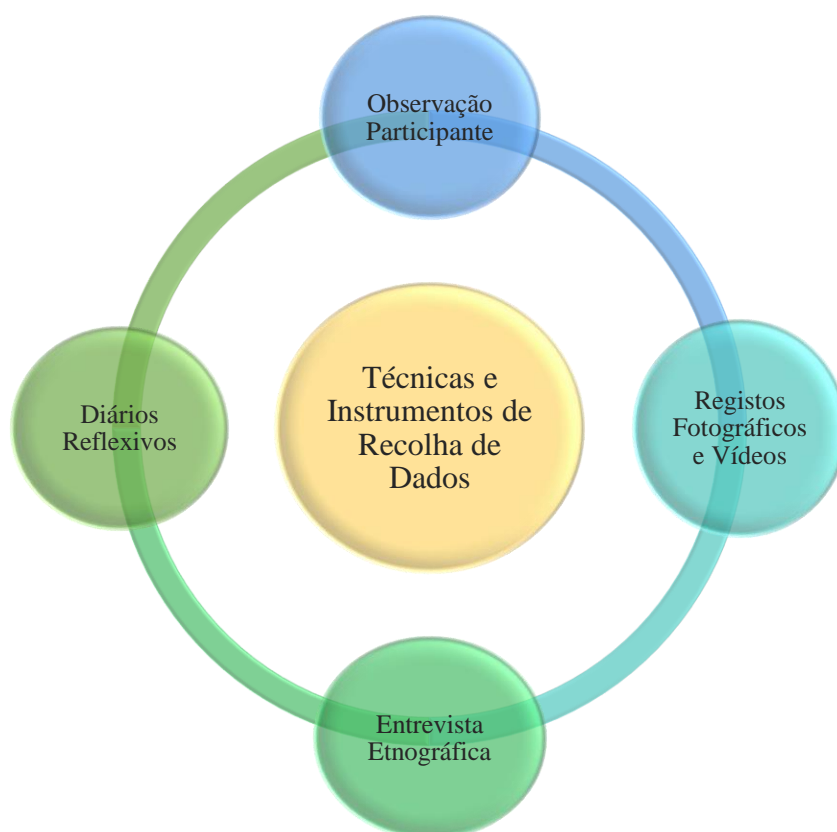 Observação
Participante
Técnicas e
Instrumentos de
Recolha de
Dados
Registos
Fotográficos
e Vídeos
Diários
Reflexivos
Entrevista
Etnográfica